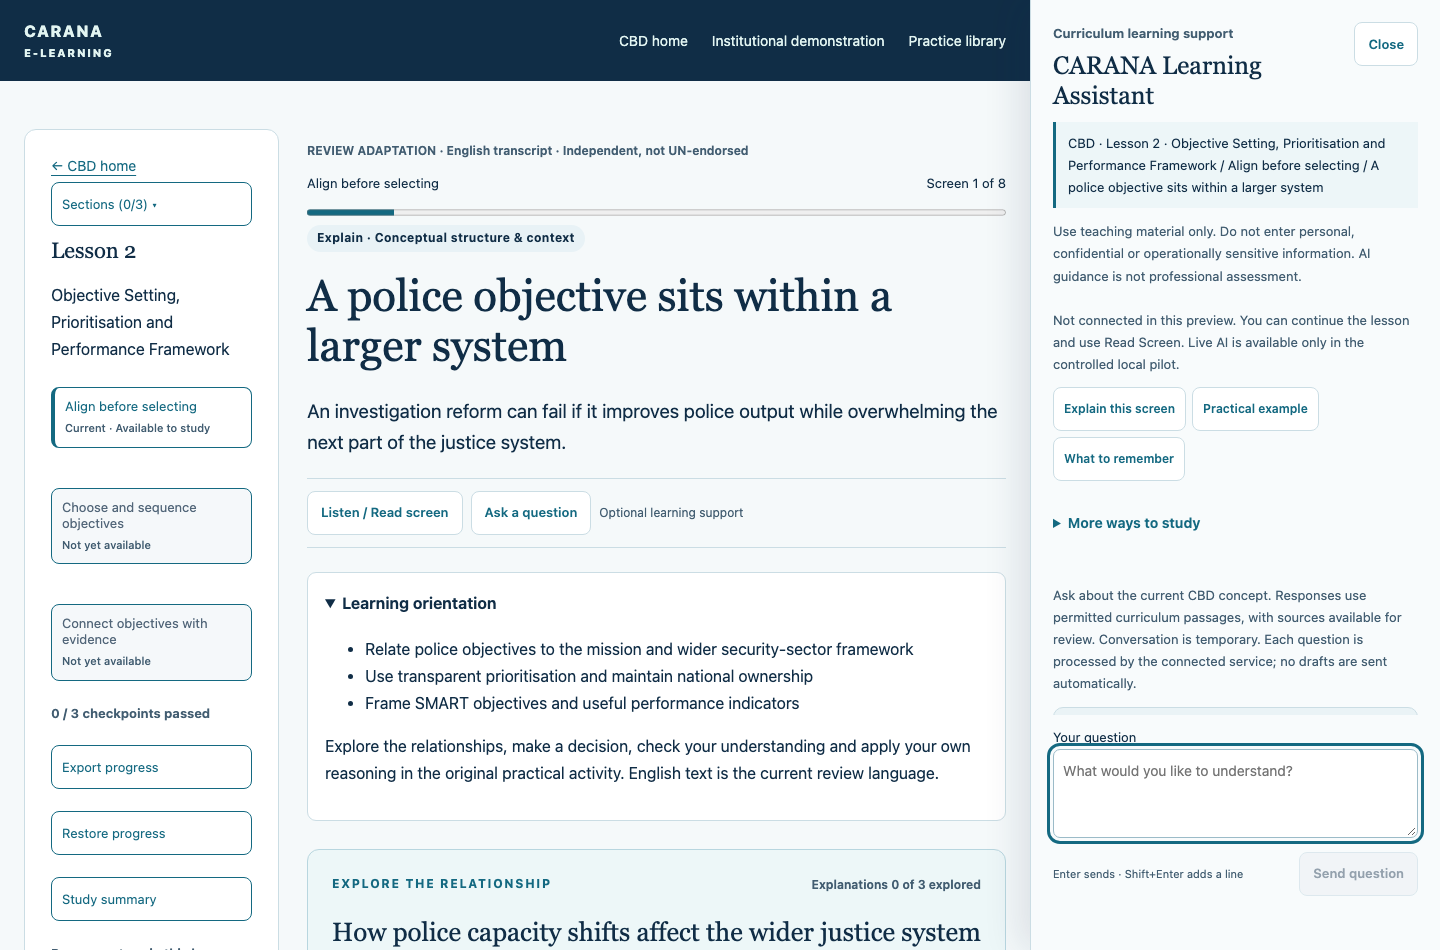 CARANA
E-LEARNING
CBD home
Institutional demonstration
Practice library
← CBD home
Sections (0/3) ▾
Lesson 2
Objective Setting,
Prioritisation and
Performance Framework
Align before selecting
Current · Available to study
Choose and sequence
objectives
Not yet available
Connect objectives with
evidence
Not yet available
0 / 3 checkpoints passed
Export progress
Restore progress
Study summary
REVIEW ADAPTATION · English transcript · Independent, not UN-endorsed
Align before selecting
Screen 1 of 8
Explain · Conceptual structure & context
A police objective sits within a
larger system
An investigation reform can fail if it improves police output while overwhelming the
next part of the justice system.
Listen / Read screen
Ask a question
Optional learning support
▼ Learning orientation
• Relate police objectives to the mission and wider security-sector framework
• Use transparent prioritisation and maintain national ownership
• Frame SMART objectives and useful performance indicators
Explore the relationships, make a decision, check your understanding and apply your own
reasoning in the original practical activity. English text is the current review language.
EXPLORE THE RELATIONSHIP
Explanations 0 of 3 explored
How police capacity shifts affect the wider justice system
Curriculum learning support
Close
CARANA Learning
Assistant
CBD · Lesson 2 · Objective Setting, Prioritisation and
Performance Framework / Align before selecting / A
police objective sits within a larger system
Use teaching material only. Do not enter personal,
confidential or operationally sensitive information. AI
guidance is not professional assessment.
Not connected in this preview. You can continue the lesson
and use Read Screen. Live AI is available only in the
controlled local pilot.
Explain this screen
Practical example
What to remember
▶ More ways to study
Ask about the current CBD concept. Responses use
permitted curriculum passages, with sources available for
review. Conversation is temporary. Each question is
processed by the connected service; no drafts are sent
automatically.
Your question
What would you like to understand?
Enter sends · Shift+Enter adds a line
Send question